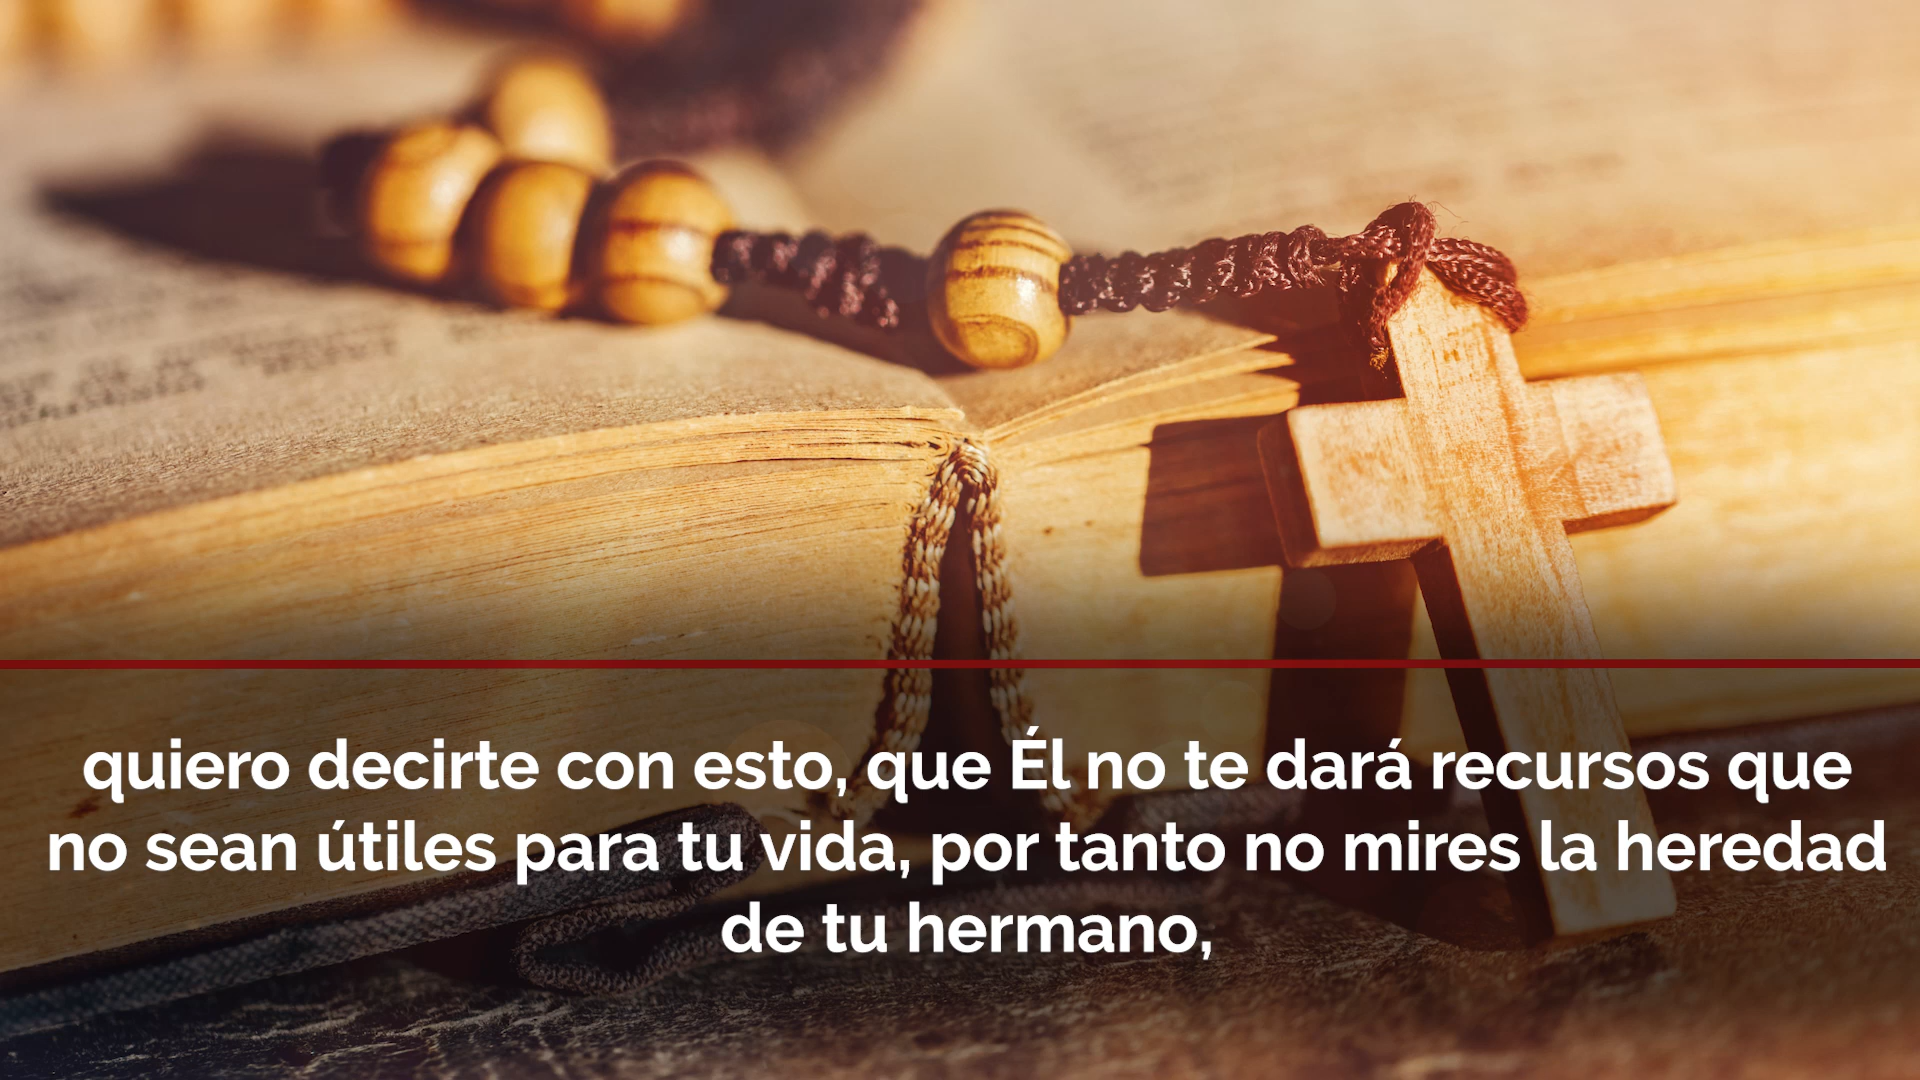 quiero decirte con esto, que Él no te dará recursos que
no sean útiles para tu vida, por tanto no mires la heredad
de tu hermano,